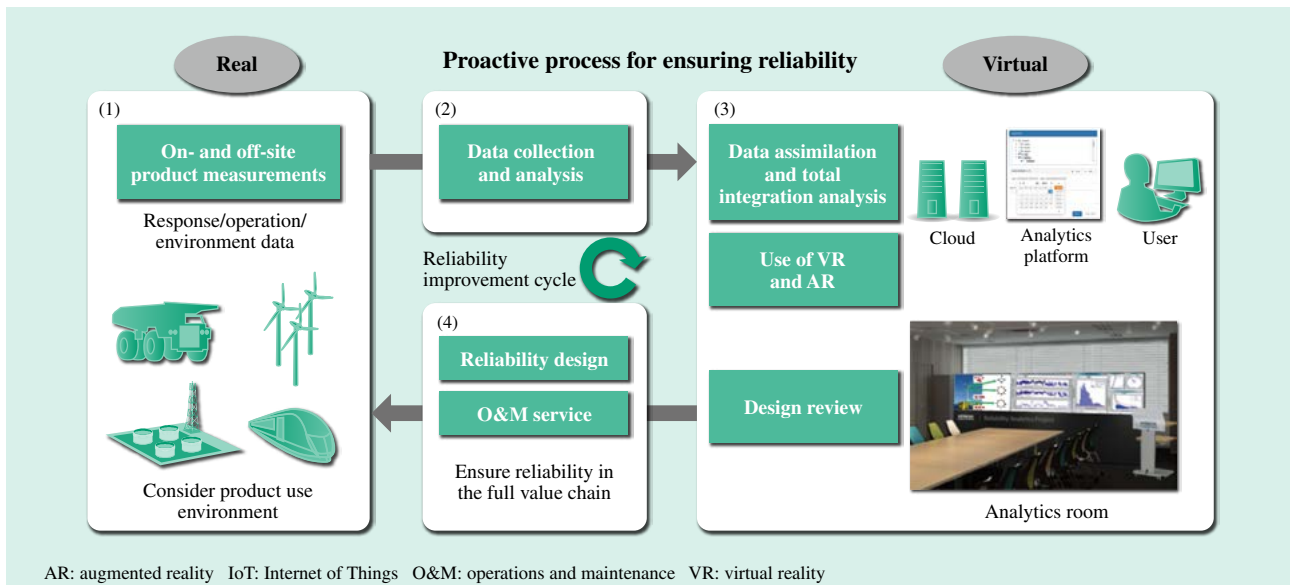 Real
Proactive process for ensuring reliability
Virtual
(1)
On- and off-site
product measurements
Response/operation/
environment data
Consider product use
environment
(2)
Data collection
and analysis
Reliability
improvement cycle
(3)
Data assimilation
and total
integration analysis
Cloud
Analytics
platform
User
Use of VR
and AR
Design review
Analytics room
(4)
Reliability design
O&M service
Ensure reliability in
the full value chain
AR: augmented reality IoT: Internet of Things O&M: operations and maintenance VR: virtual reality